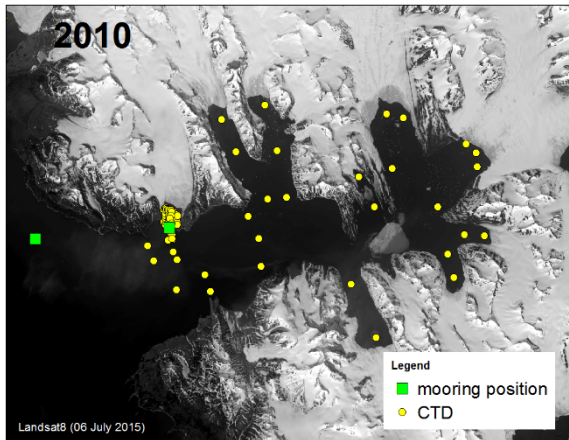 2010
Legend
mooring position
CTD
Landsat8 (06 July 2015)